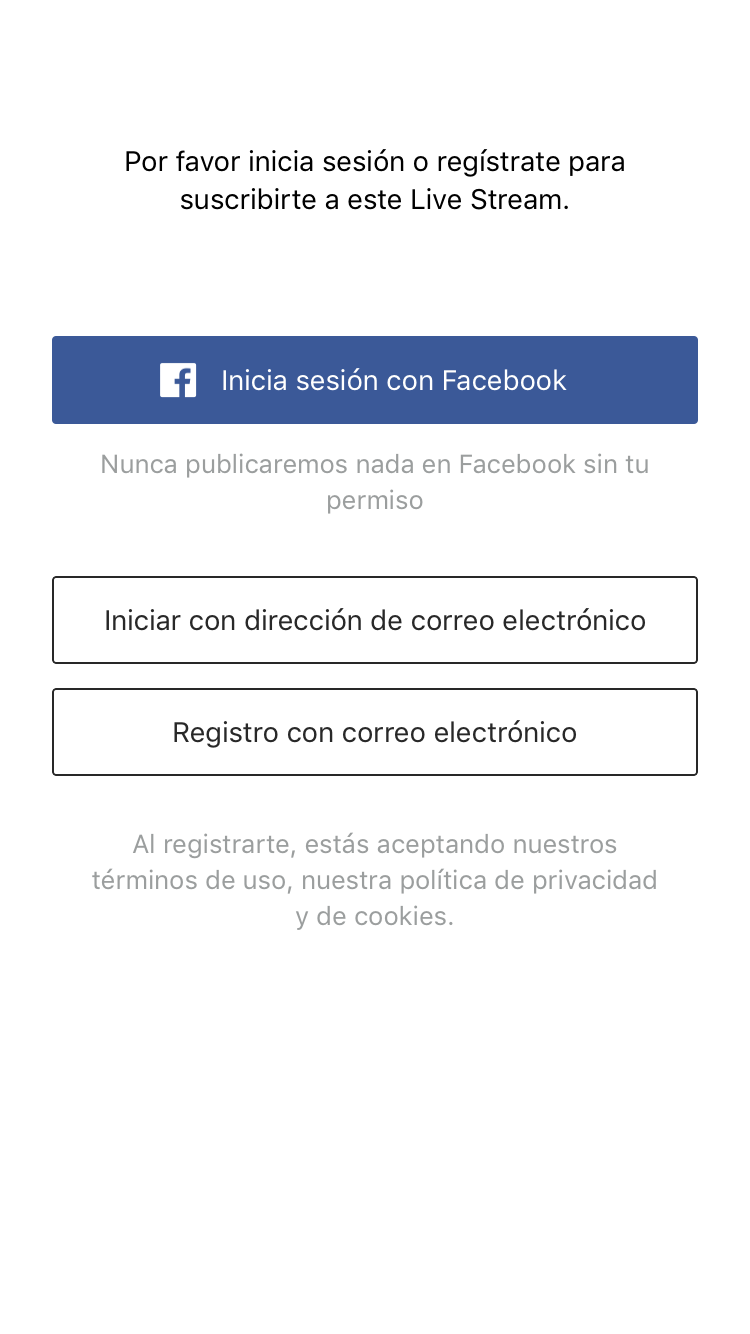 Por favor inicia sesión o regístrate para
suscribirte a este Live Stream.
Inicia sesión con Facebook
Nunca publicaremos nada en Facebook sin tu
permiso
Iniciar con dirección de correo electrónico
Registro con correo electrónico
Al registrarte, estás aceptando nuestros
términos de uso, nuestra política de privacidad
y de cookies.